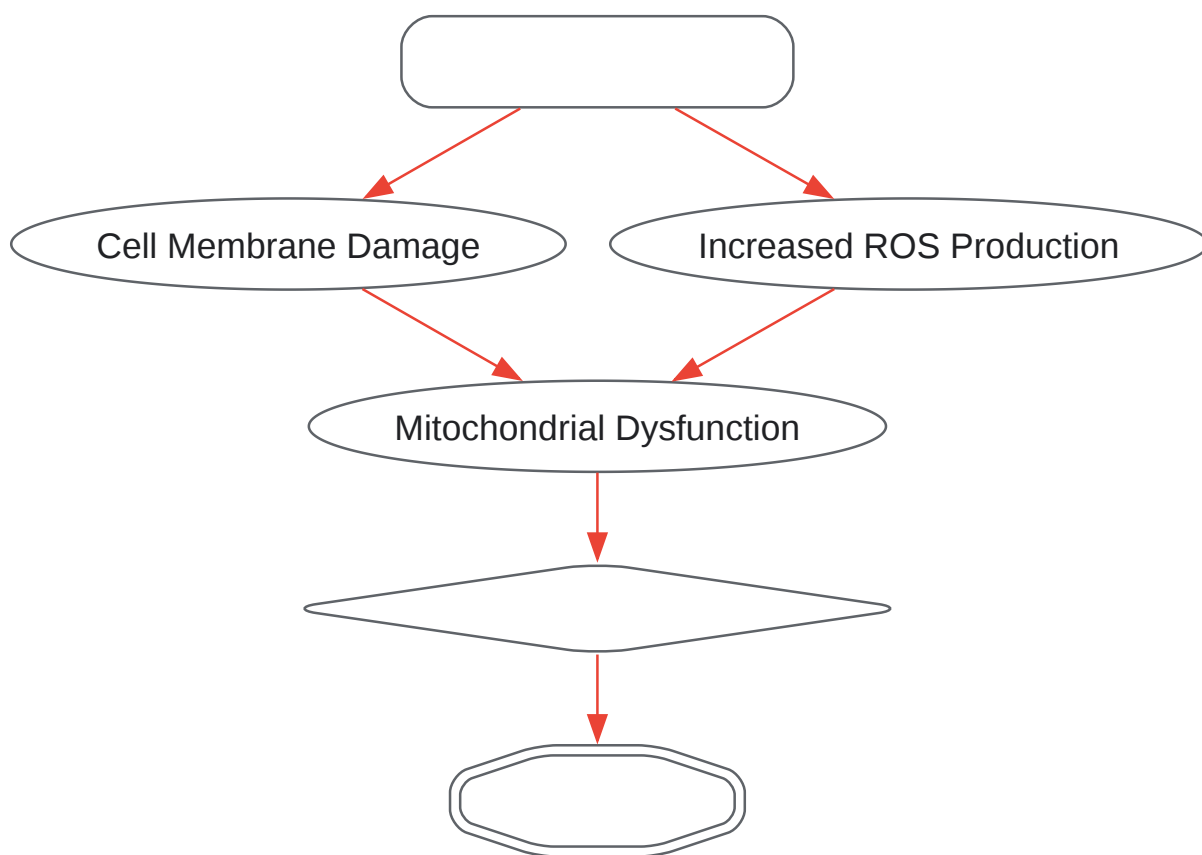 Cell Membrane Damage
Increased ROS Production
Mitochondrial Dysfunction